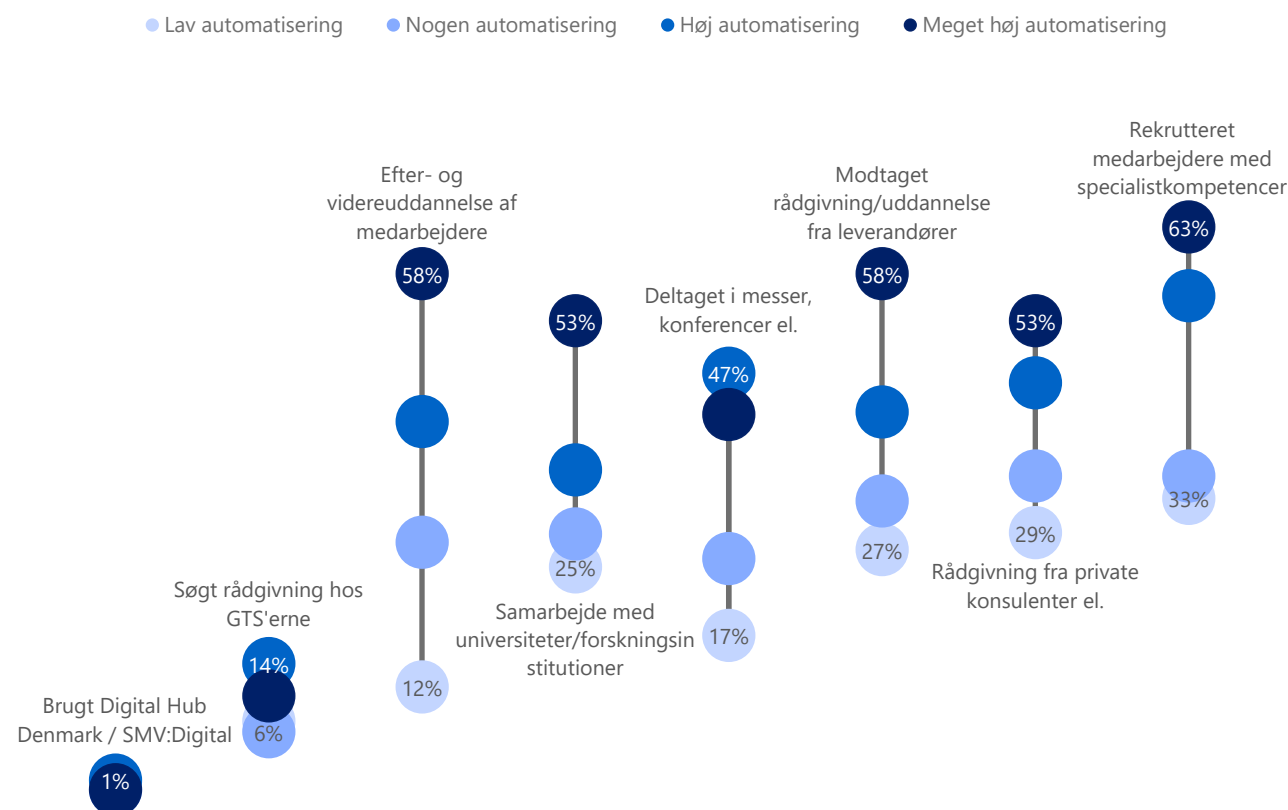 Lav automatisering
Nogen automatisering
Høj automatisering
Meget høj automatisering
Rekrutteret
medarbejdere med
specialistkompetencer
63%
33%
Efter- og
videreuddannelse af
medarbejdere
58%
12%
Modtaget
rådgivning/uddannelse
fra leverandører
58%
27%
53%
25%
Samarbejde med
universiteter/forskningsin
stitutioner
Deltaget i messer,
konferencer el.
47%
17%
53%
29%
Rådgivning fra private
konsulenter el.
Søgt rådgivning hos
GTS'erne
14%
6%
Brugt Digital Hub
Denmark / SMV:Digital
1%